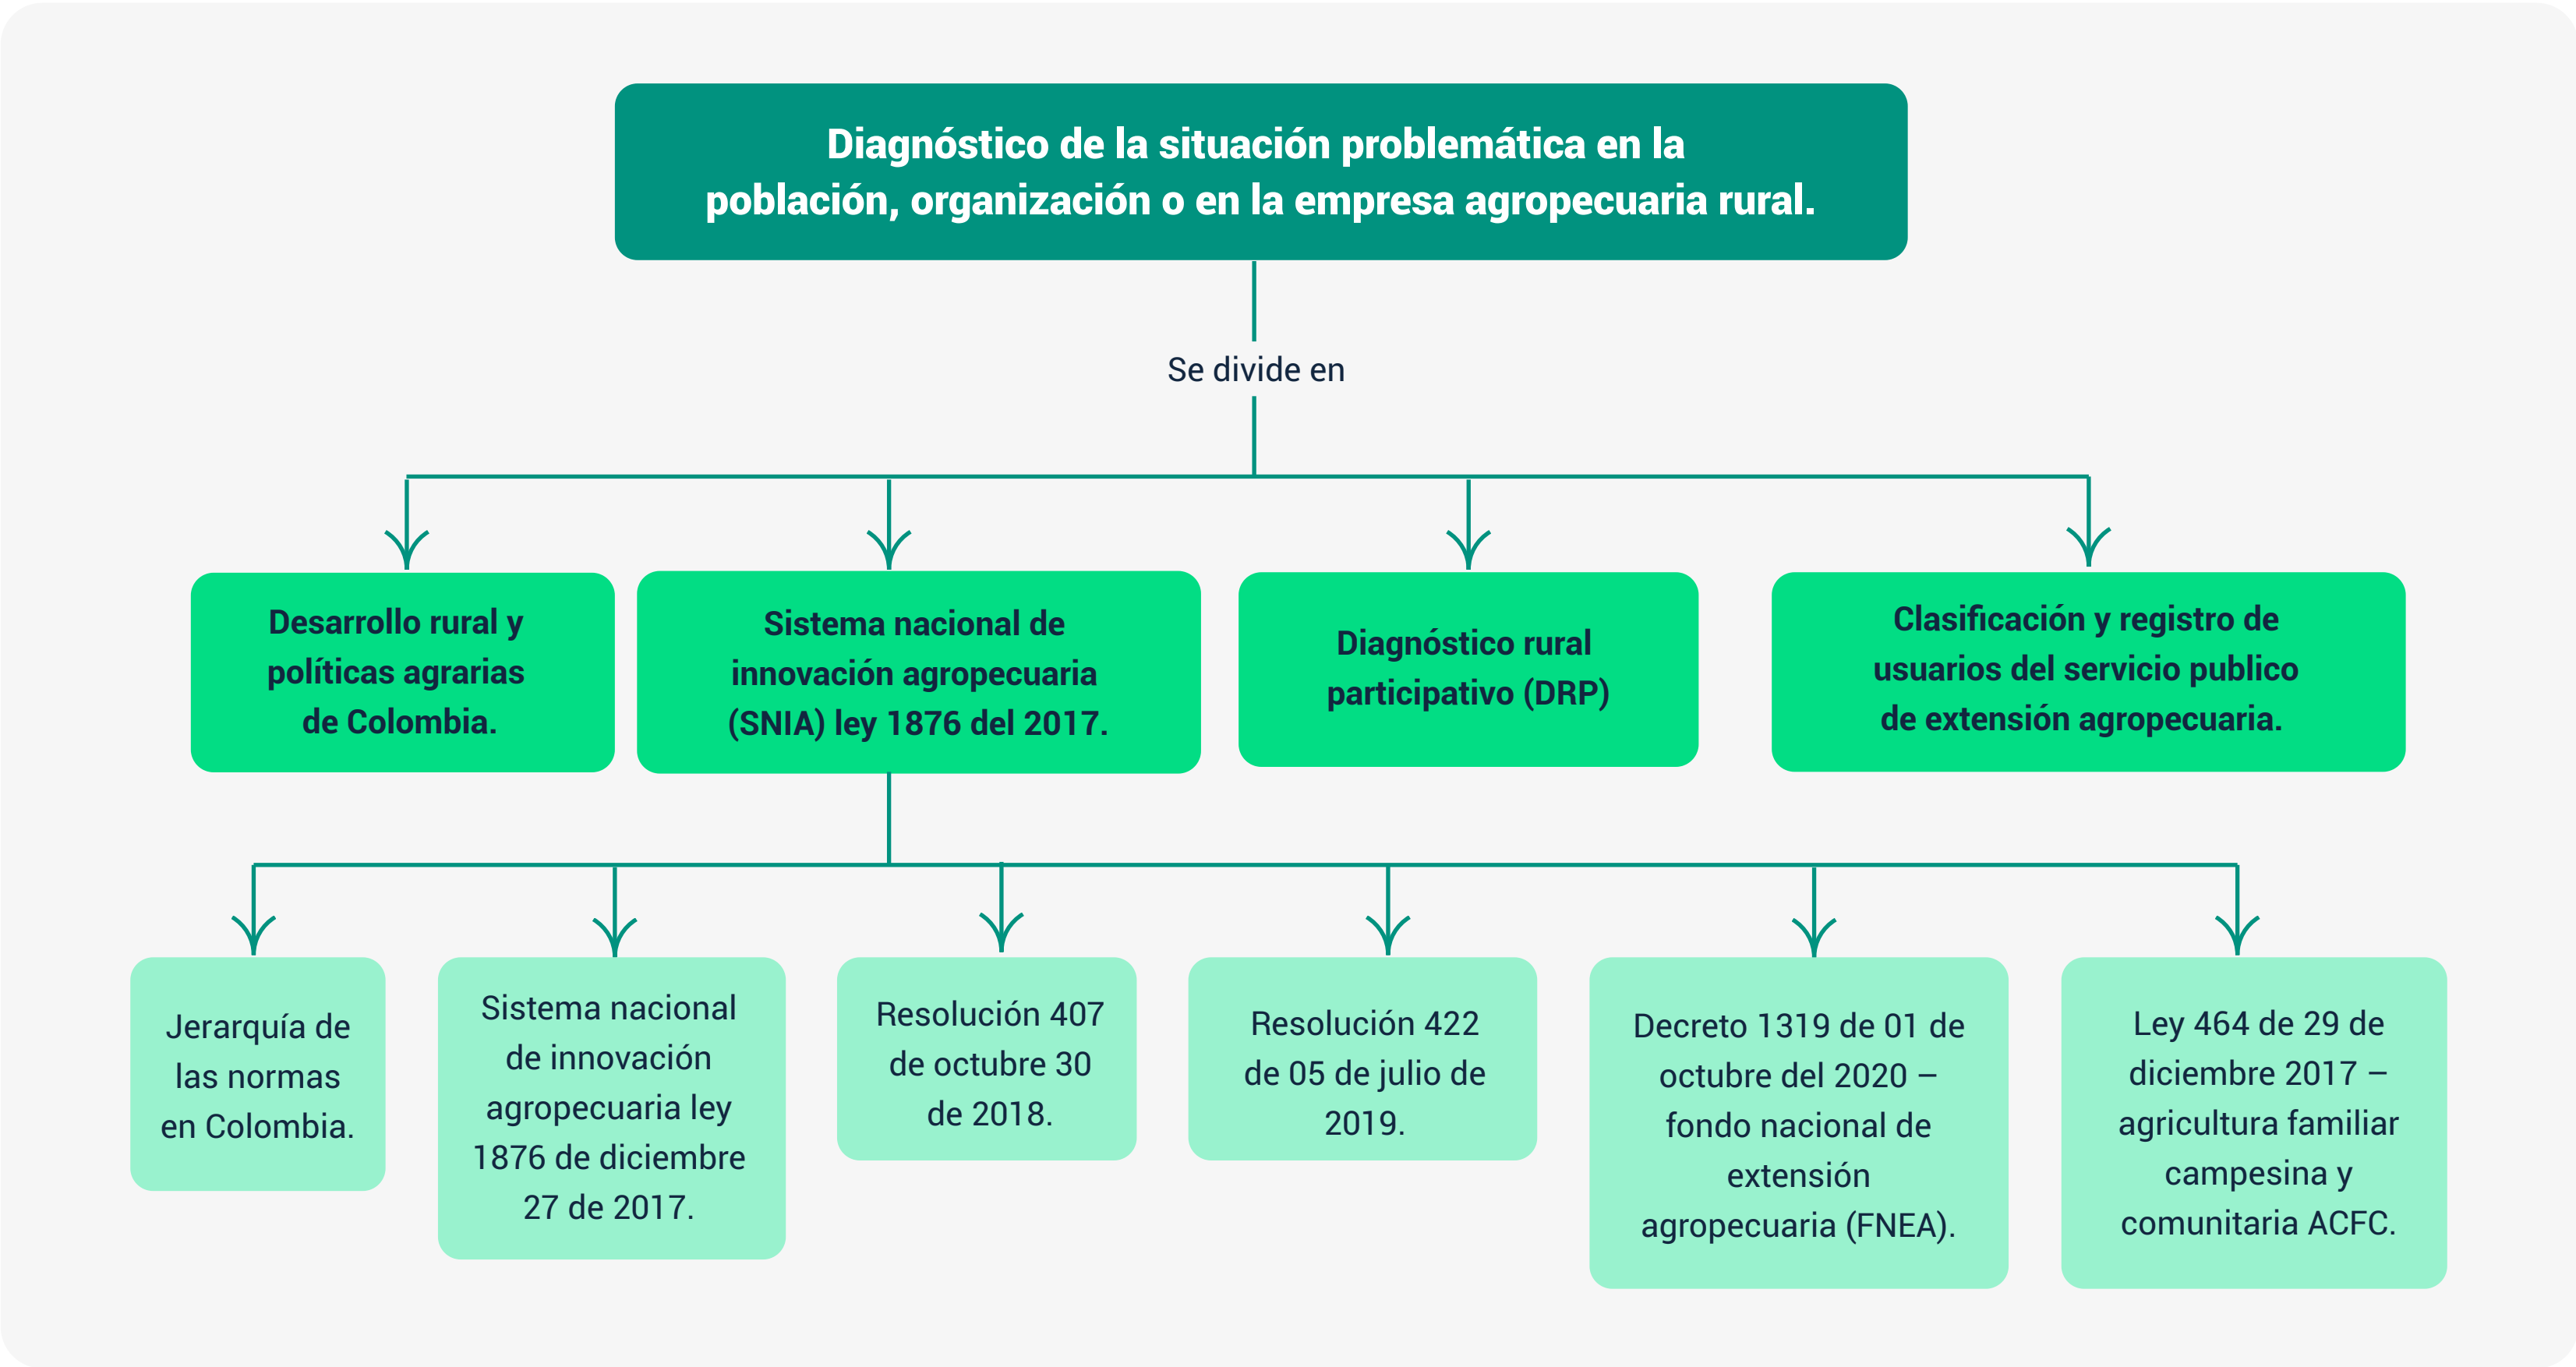 Diagnóstico de la situación problemática en la
población, organización o en la empresa agropecuaria rural.
Se divide en
Desarrollo rural y
políticas agrarias
de Colombia.
Sistema nacional de
innovación agropecuaria
(SNIA) ley 1876 del 2017.
Diagnóstico rural
participativo (DRP)
Clasificación y registro de
usuarios del servicio publico
de extensión agropecuaria.
Jerarquía de
las normas
en Colombia.
Sistema nacional
de innovación
agropecuaria ley
1876 de diciembre
27 de 2017.
Resolución 407
de octubre 30
de 2018.
Resolución 422
de 05 de julio de
2019.
Decreto 1319 de 01 de
octubre del 2020 –
fondo nacional de
extensión
agropecuaria (FNEA).
Ley 464 de 29 de
diciembre 2017 –
agricultura familiar
campesina y
comunitaria ACFC.